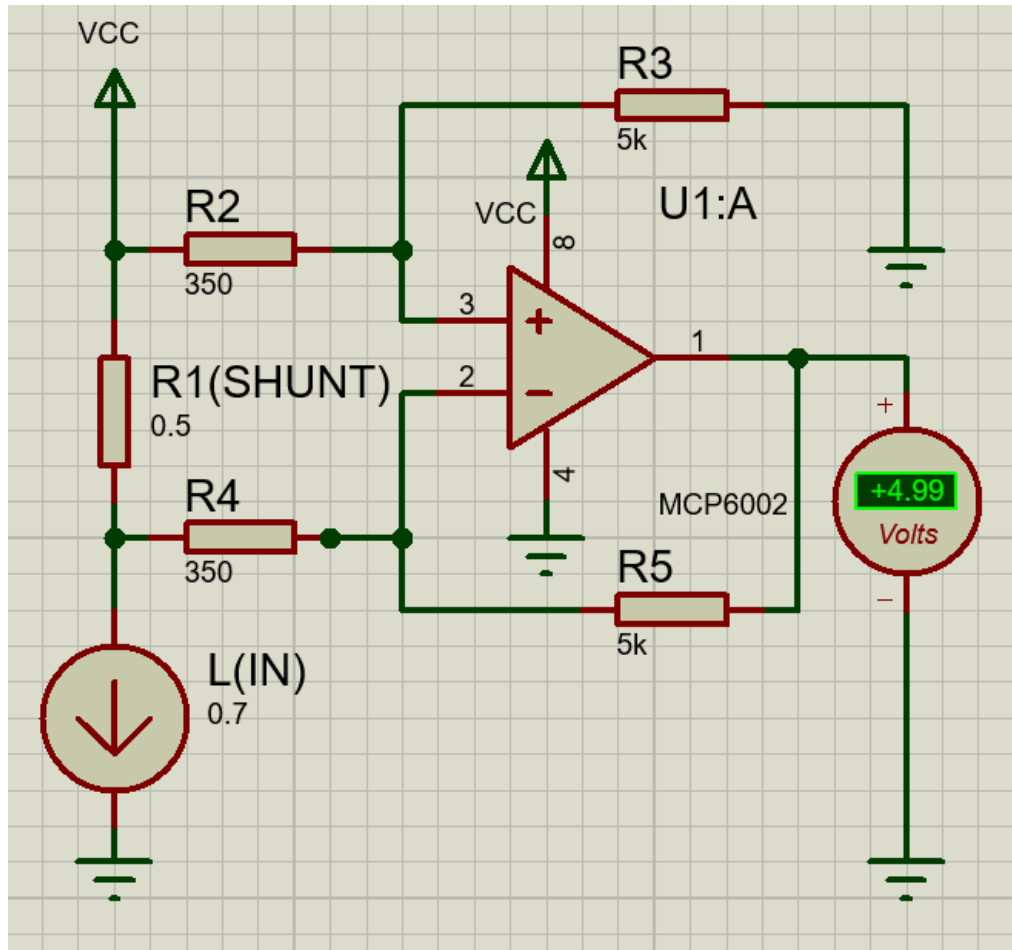 VCC
R3
5k
R2
350
VCC
8
U1:A
3
+
1
2
−
R1(SHUNT)
0.5
4
+
+4.99
Volts
−
MCP6002
R4
350
R5
5k
L(IN)
0.7